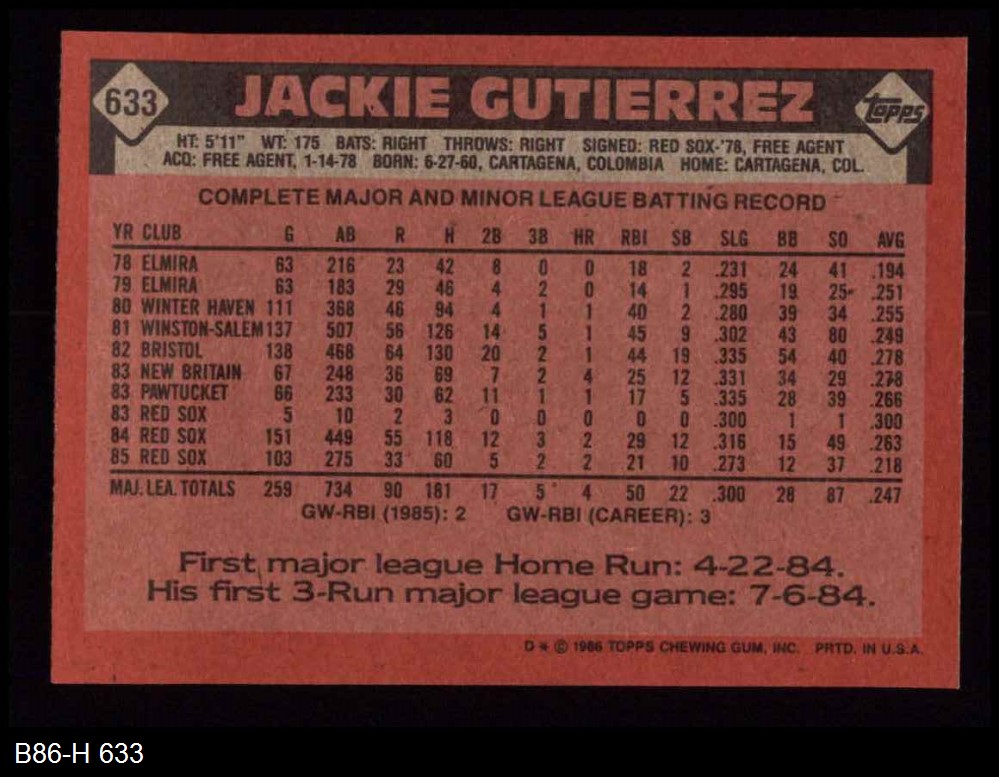 633 JACKIE GUTIERREZ Topps
HT: 5'11" WT: 175 BATS: RIGHT THROWS: RIGHT SIGNED: RED SOX-'78, FREE AGENT
ACQ: FREE AGENT, 1-14-78 BORN: 6-27-60, CARTAGENA, COLOMBIA HOME: CARTAGENA, COL.
COMPLETE MAJOR AND MINOR LEAGUE BATTING RECORD
YR CLUB G AB R H 2B 3B HR RBI SB SLG BB SO AVG
78 ELMIRA 63 216 23 42 8 0 0 18 2 .231 24 41 .194
79 ELMIRA 63 183 29 46 4 2 0 14 1 .295 19 25 .251
80 WINTER HAVEN 111 368 46 94 4 1 1 40 2 .280 39 34 .255
81 WINSTON-SALEM 137 507 56 126 14 5 1 45 9 .302 43 80 .249
82 BRISTOL 138 468 64 130 20 2 1 44 19 .335 54 40 .278
83 NEW BRITAIN 67 248 36 69 7 2 4 25 12 .331 34 29 .278
83 PAWTUCKET 66 233 30 62 11 1 1 17 5 .335 28 39 .266
83 RED SOX 5 10 2 3 0 0 0 0 0 .300 1 1 .300
84 RED SOX 151 449 55 118 12 3 2 29 12 .316 15 49 .263
85 RED SOX 103 275 33 60 5 2 2 21 10 .273 12 37 .218
MAJ. LEA. TOTALS 259 734 90 181 17 5 4 50 22 .300 28 87 .247
GW-RBI (1985): 2 GW-RBI (CAREER): 3
First major league Home Run: 4-22-84.
His first 3-Run major league game: 7-6-84.
D * © 1986 TOPPS CHEWING GUM, INC. PRTD. IN U.S.A.
B86-H 633